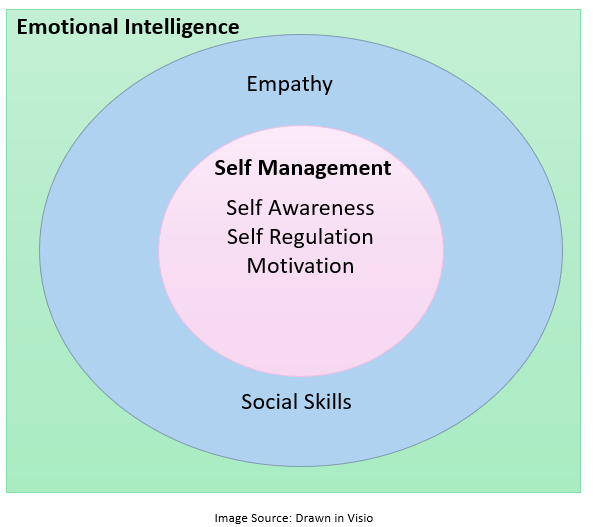 Emotional Intelligence
Empathy
Self Management
Self Awareness
Self Regulation
Motivation
Social Skills
Image Source: Drawn in Visio